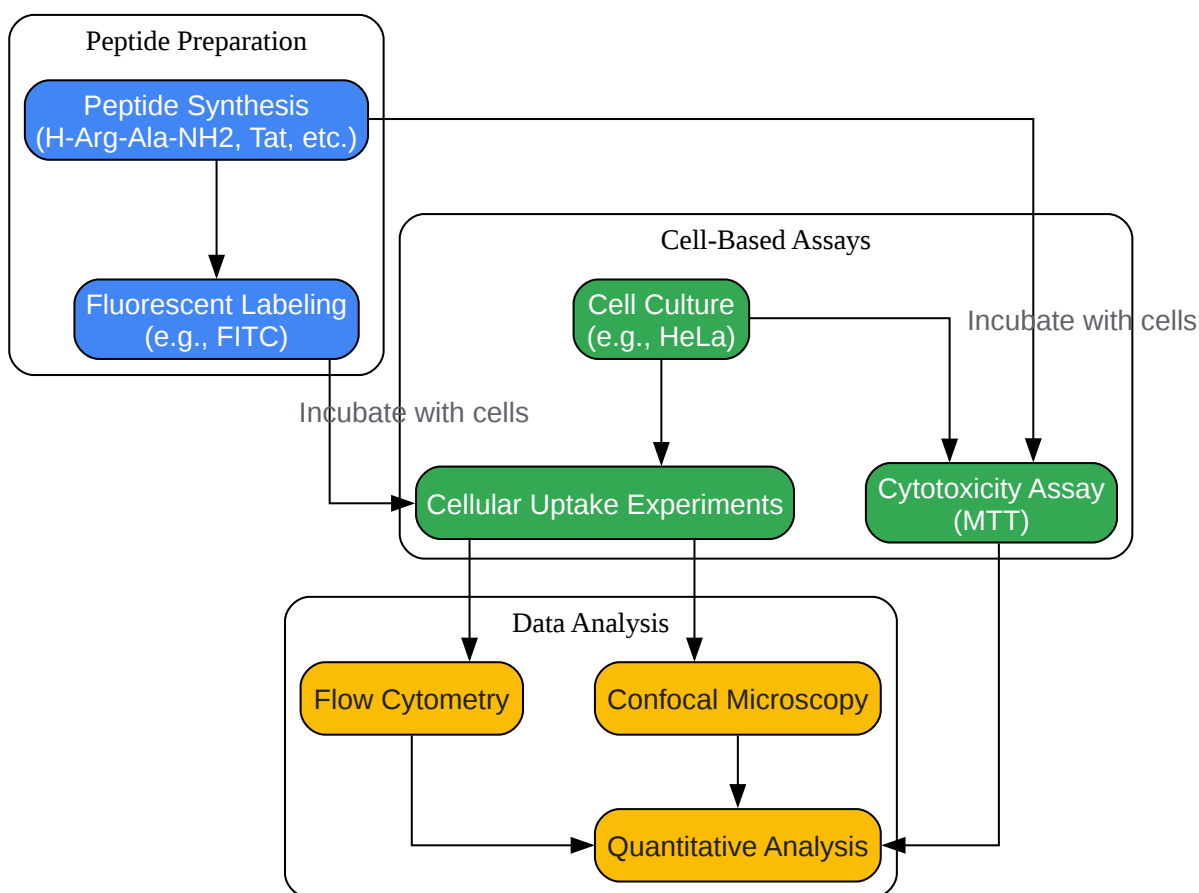 Peptide Preparation
Peptide Synthesis
(H-Arg-Ala-NH2, Tat, etc.)
Fluorescent Labeling
(e.g., FITC)
Incubate with cells
Cell-Based Assays
Cell Culture
(e.g., HeLa)
Incubate with cells
Cellular Uptake Experiments
Cytotoxicity Assay
(MTT)
Data Analysis
Flow Cytometry
Confocal Microscopy
Quantitative Analysis